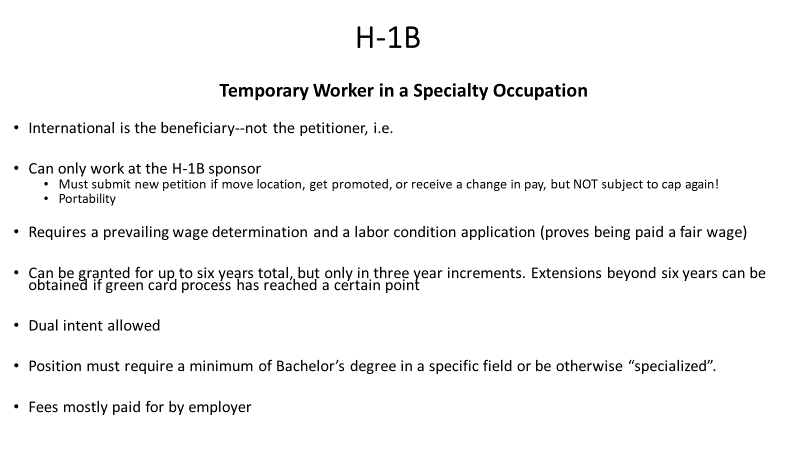 H-1B
Temporary Worker in a Specialty Occupation
• International is the beneficiary--not the petitioner, i.e.
• Can only work at the H-1B sponsor
• Must submit new petition if move location, get promoted, or receive a change in pay, but NOT subject to cap again!
• Portability
• Requires a prevailing wage determination and a labor condition application (proves being paid a fair wage)
• Can be granted for up to six years total, but only in three year increments. Extensions beyond six years can be
obtained if green card process has reached a certain point
• Dual intent allowed
• Position must require a minimum of Bachelor’s degree in a specific field or be otherwise “specialized”.
• Fees mostly paid for by employer